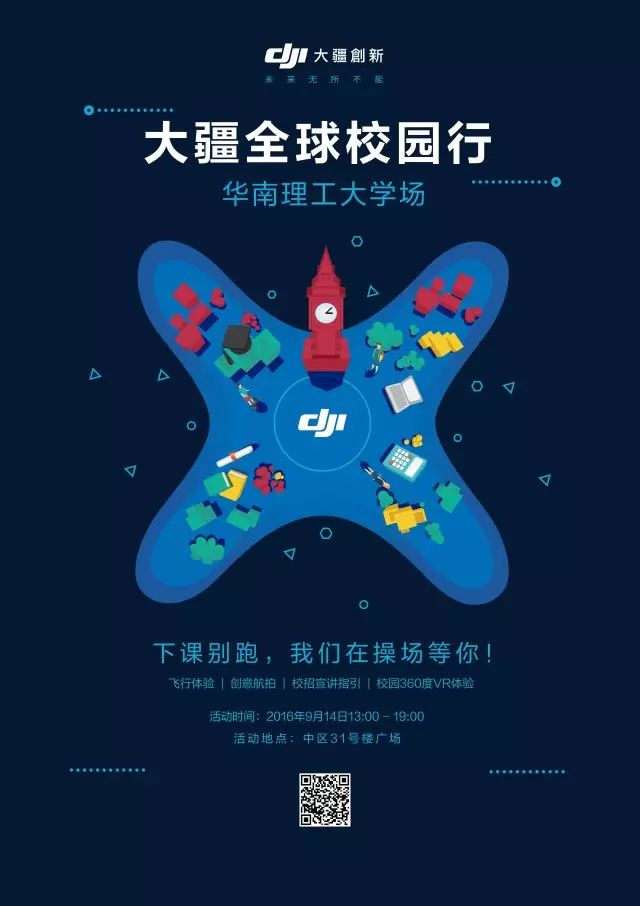 dji 大疆創新
未来无所不能
大疆全球校园行
华南理工大学场
dji
下课别跑，我们在操场等你！
飞行体验 | 创意航拍 | 校招宣讲指引 | 校园360度VR体验
活动时间：2016年9月14日13:00 - 19:00
活动地点：中区31号楼广场